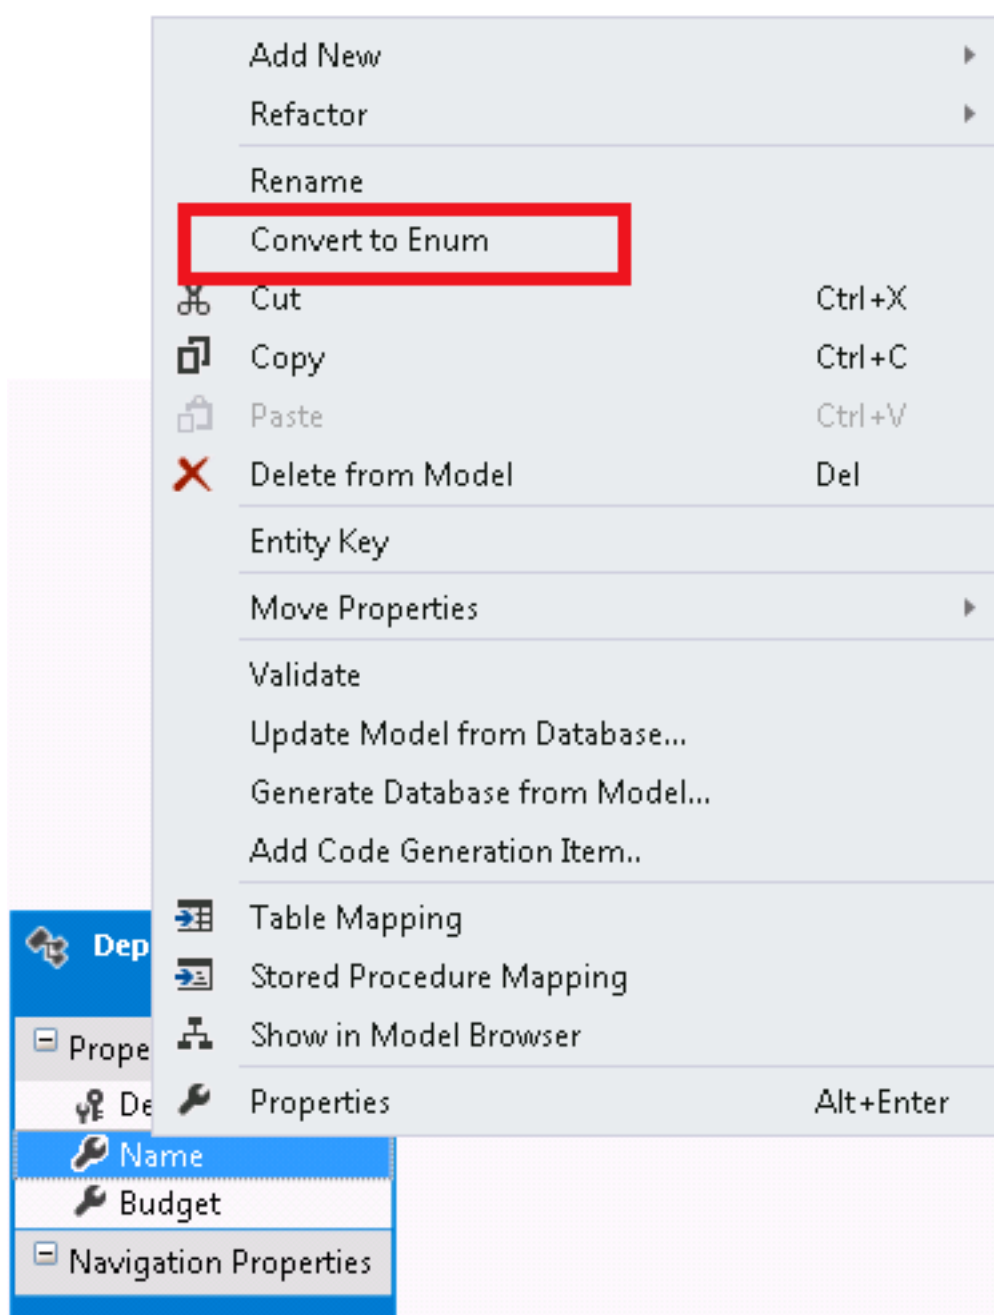 Add New
Refactor
Rename
Convert to Enum
Cut Ctrl+X
Copy Ctrl+C
Paste Ctrl+V
Delete from Model Del
Entity Key
Move Properties
Validate
Update Model from Database...
Generate Database from Model...
Add Code Generation Item..
Table Mapping
Dep
Stored Procedure Mapping
Show in Model Browser
Prope
Properties Alt+Enter
De
Name
Budget
Navigation Properties